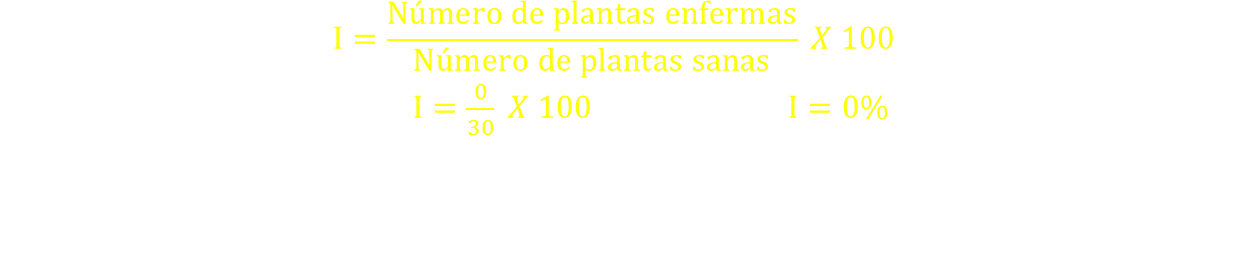 I = Número de plantas enfermas / Número de plantas sanas X 100
I = 0/30 X 100 I = 0%